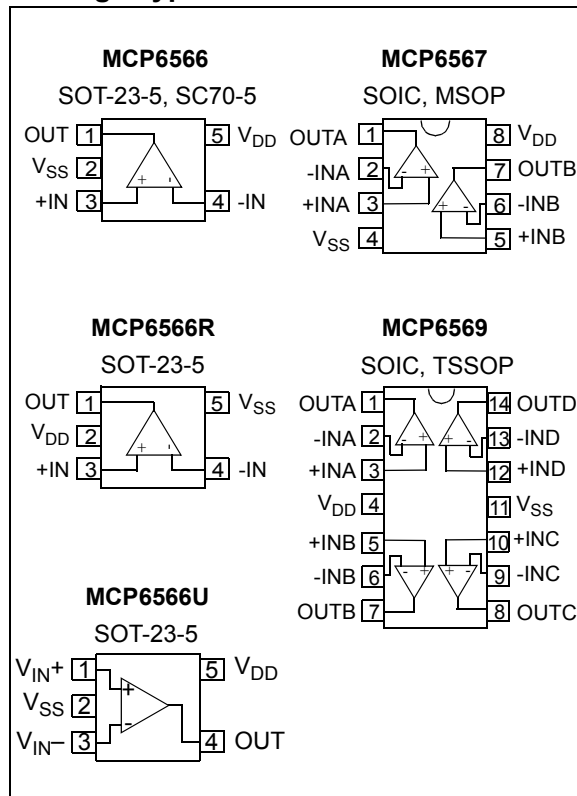 MCP6566
SOT-23-5, SC70-5
OUT 1 5 VDD
VSS 2
+IN 3 4 -IN
+ -
MCP6567
SOIC, MSOP
OUTA 1 8 VDD
-INA 2 7 OUTB
+INA 3 6 -INB
VSS 4 5 +INB
- +
+ -
MCP6566R
SOT-23-5
OUT 1 5 VSS
VDD 2
+IN 3 4 -IN
+ -
MCP6569
SOIC, TSSOP
OUTA 1 14 OUTD
-INA 2 13 -IND
+INA 3 12 +IND
VDD 4 11 VSS
+INB 5 10 +INC
-INB 6 9 -INC
OUTB 7 8 OUTC
- + + -
- + + -
MCP6566U
SOT-23-5
VIN+ 1 5 VDD
VSS 2
VIN– 3 4 OUT
+
-